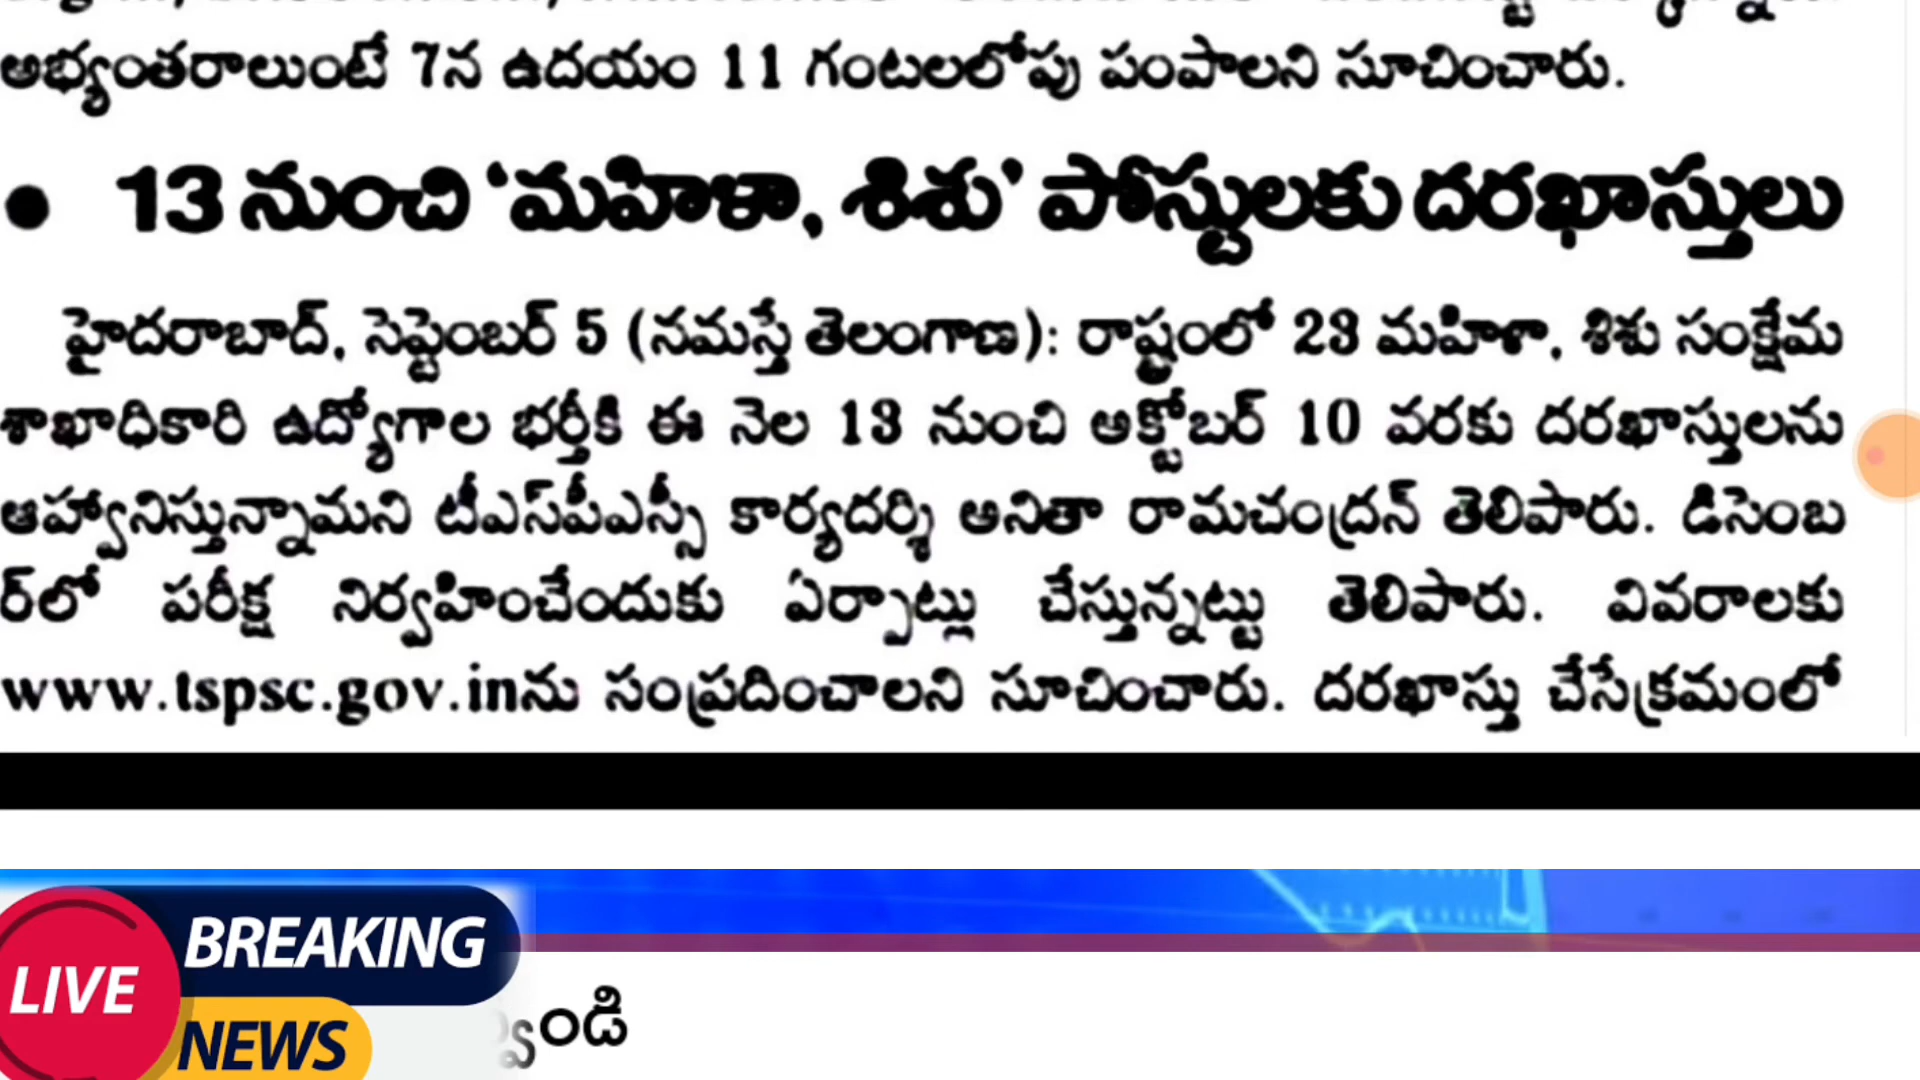 అభ్యంతరాలుంటే 7న ఉదయం 11 గంటలలోపు పంపాలని సూచించారు.
● 13 నుంచి ‘మహిళా, శిశు’ పోస్టులకు దరఖాస్తులు
హైదరాబాద్, సెప్టెంబర్ 5 (నమస్తే తెలంగాణ): రాష్ట్రంలో 23 మహిళా, శిశు సంక్షేమ
శాఖాధికారి ఉద్యోగాల భర్తీకి ఈ నెల 13 నుంచి అక్టోబర్ 10 వరకు దరఖాస్తులను
ఆహ్వానిస్తున్నామని టీఎస్‌పీఎస్సీ కార్యదర్శి అనితా రామచంద్రన్ తెలిపారు. డిసెంబ
ర్‌లో పరీక్ష నిర్వహించేందుకు ఏర్పాట్లు చేస్తున్నట్టు తెలిపారు. వివరాలకు
www.tspsc.gov.inను సంప్రదించాలని సూచించారు. దరఖాస్తు చేసేక్రమంలో
LIVE
BREAKING
NEWS